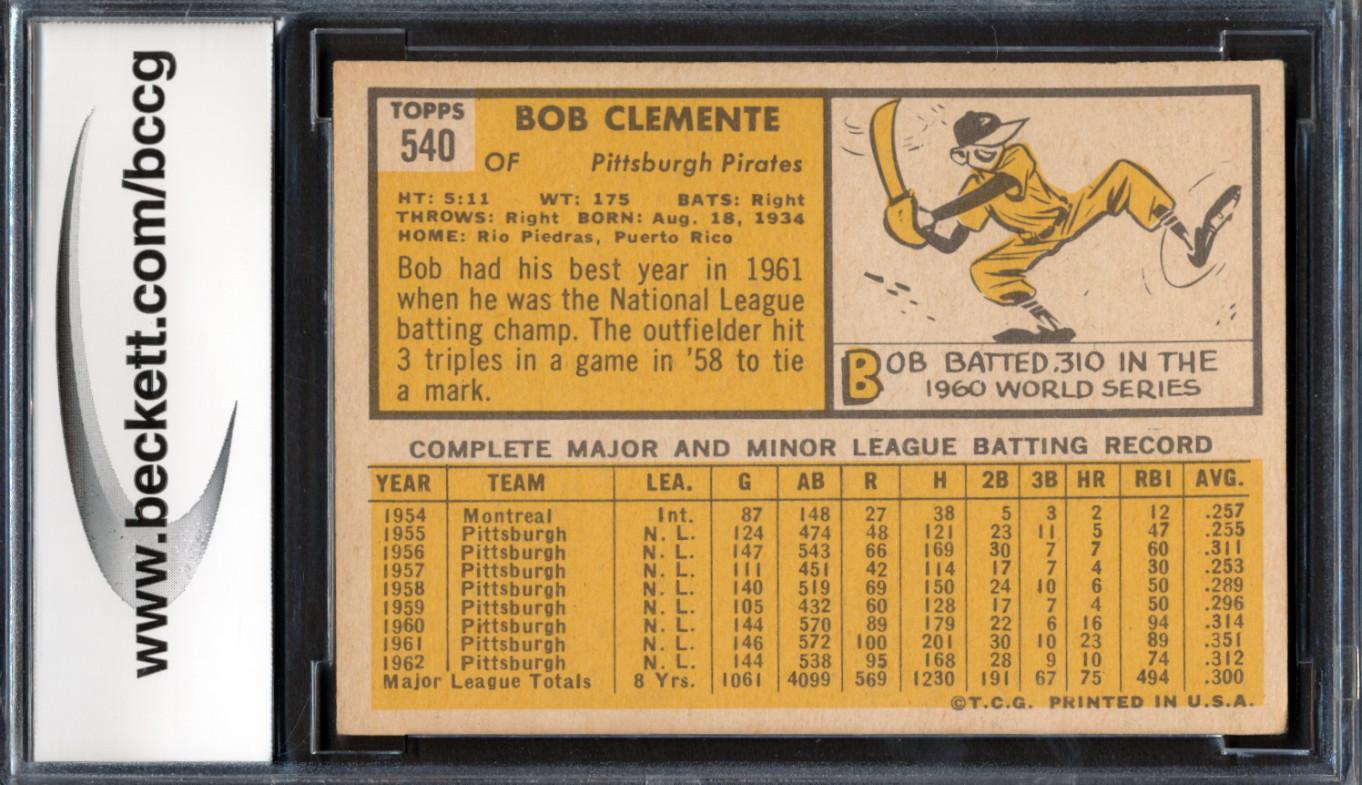 www.beckett.com/bccg
TOPPS
540
BOB CLEMENTE
OF Pittsburgh Pirates
HT: 5:11 WT: 175 BATS: Right
THROWS: Right BORN: Aug. 18, 1934
HOME: Rio Piedras, Puerto Rico
Bob had his best year in 1961
when he was the National League
batting champ. The outfielder hit
3 triples in a game in '58 to tie
a mark.
BOB BATTED .310 IN THE
1960 WORLD SERIES
COMPLETE MAJOR AND MINOR LEAGUE BATTING RECORD
YEAR TEAM LEA. G AB R H 2B 3B HR RBI AVG.
1954 Montreal Int. 87 148 27 38 5 3 2 12 .257
1955 Pittsburgh N. L. 124 474 48 121 23 11 5 47 .255
1956 Pittsburgh N. L. 147 543 66 169 30 7 7 60 .311
1957 Pittsburgh N. L. 111 451 42 114 17 7 4 30 .253
1958 Pittsburgh N. L. 140 519 69 150 24 10 6 50 .289
1959 Pittsburgh N. L. 105 432 60 128 17 7 4 50 .296
1960 Pittsburgh N. L. 144 570 89 179 22 6 16 94 .314
1961 Pittsburgh N. L. 146 572 100 201 30 10 23 89 .351
1962 Pittsburgh N. L. 144 538 95 168 28 9 10 74 .312
Major League Totals 8 Yrs. 1061 4099 569 1230 191 67 75 494 .300
©T.C.G. PRINTED IN U.S.A.